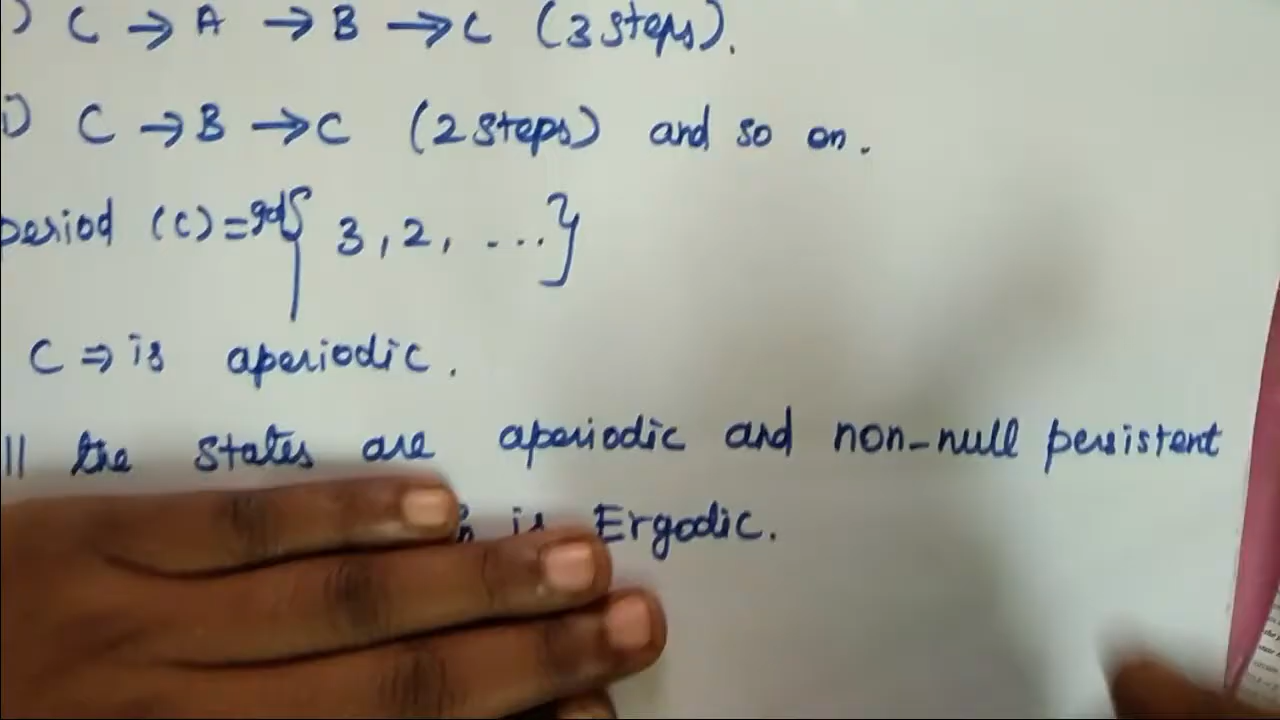 ) C → A → B → C (3 steps).
i) C → B → C (2 steps) and so on.
period (C) = gcd{ 3, 2, ...}
C ⇒ is aperiodic.
ll the states are aperiodic and non-null persistent
is Ergodic.